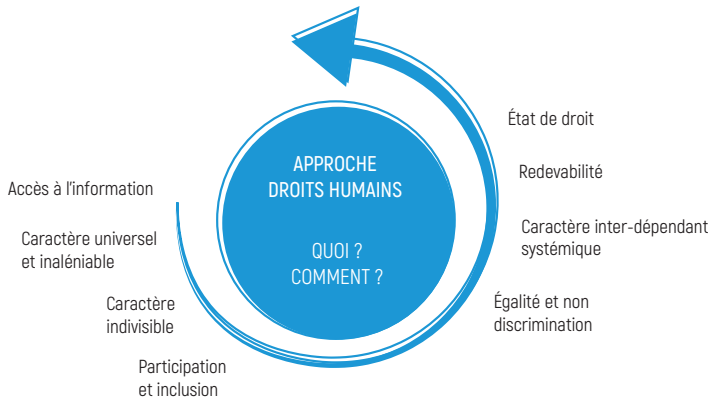 APPROCHE
DROITS HUMAINS
QUOI ?
COMMENT ?
Accès à l'information
Caractère universel
et inaléniable
Caractère
indivisible
Participation
et inclusion
Égalité et non
discrimination
Caractère inter-dépendant
systémique
Redevabilité
État de droit